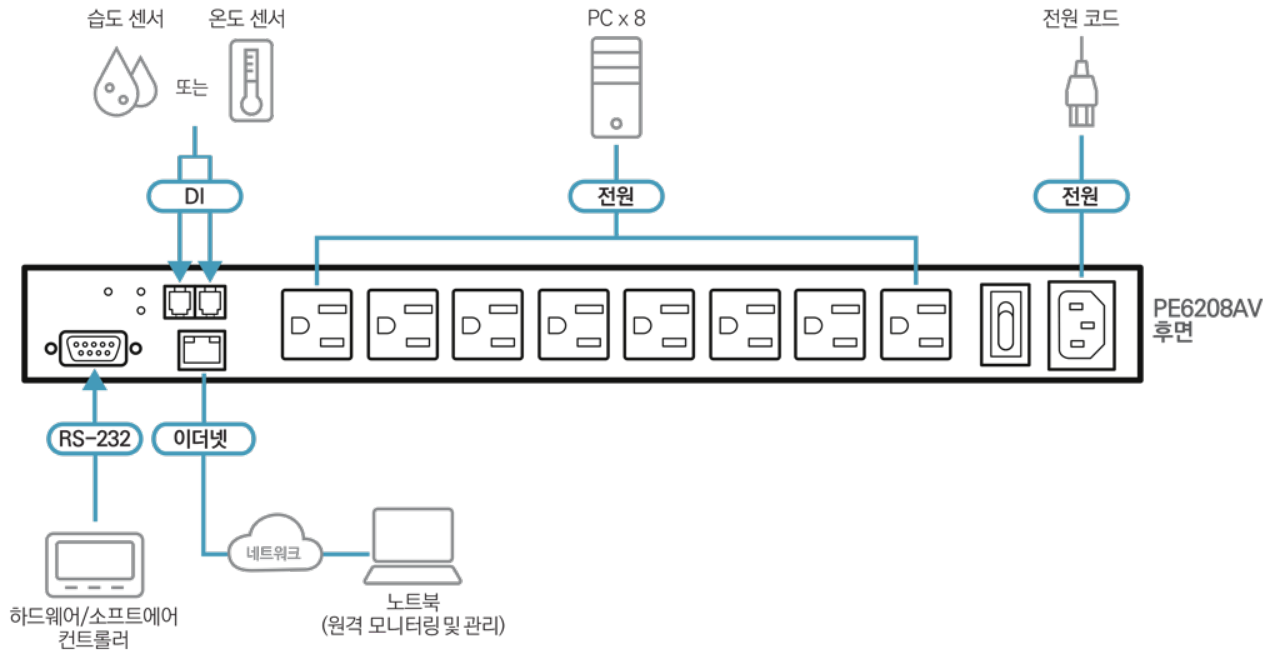 습도 센서
온도 센서
PC x 8
전원 코드
또는
DI
전원
전원
PE6208AV
후면
RS-232
이더넷
네트워크
하드웨어/소프트에어
컨트롤러
노트북
(원격 모니터링 및 관리)